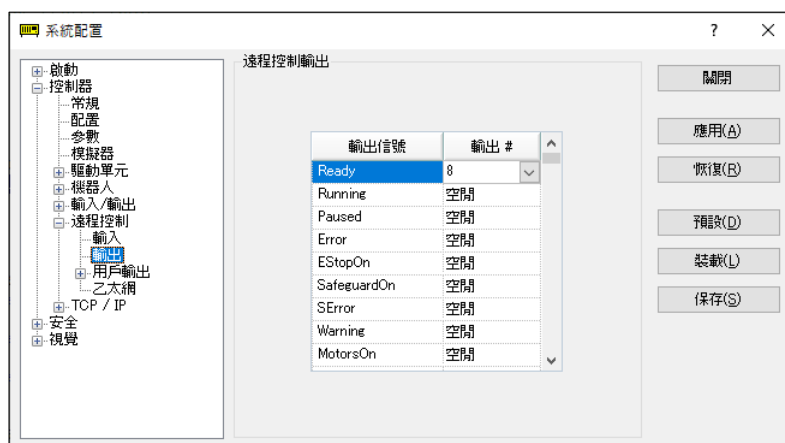 系統配置
?
啟動
控制器
常規
配置
參數
模擬器
驅動單元
機器人
輸入/輸出
遠程控制
輸入
輸出
用戶輸出
乙太網
TCP / IP
安全
視覺
遠程控制輸出
輸出信號 輸出 #
Ready 8
Running 空閒
Paused 空閒
Error 空閒
EStopOn 空閒
SafeguardOn 空閒
SError 空閒
Warning 空閒
MotorsOn 空閒
關閉
應用(A)
恢復(R)
預設(D)
裝載(L)
保存(S)